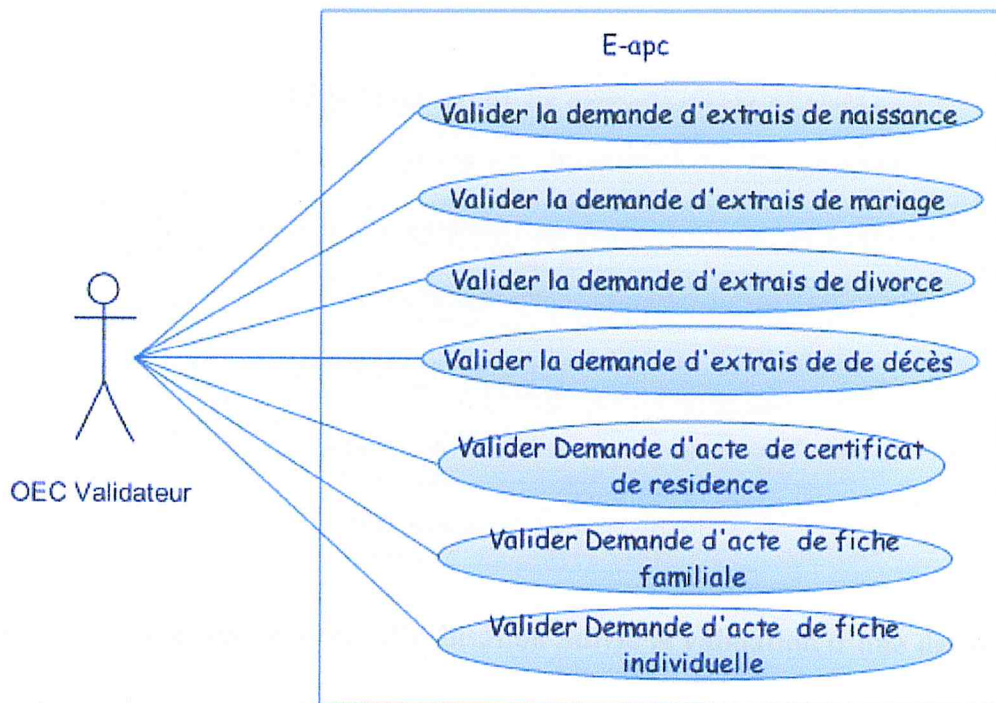 E-apc
Valider la demande d'extrais de naissance
Valider la demande d'extrais de mariage
Valider la demande d'extrais de divorce
Valider la demande d'extrais de de décès
Valider Demande d'acte de certificat
de residence
Valider Demande d'acte de fiche
familiale
Valider Demande d'acte de fiche
individuelle
OEC Validateur